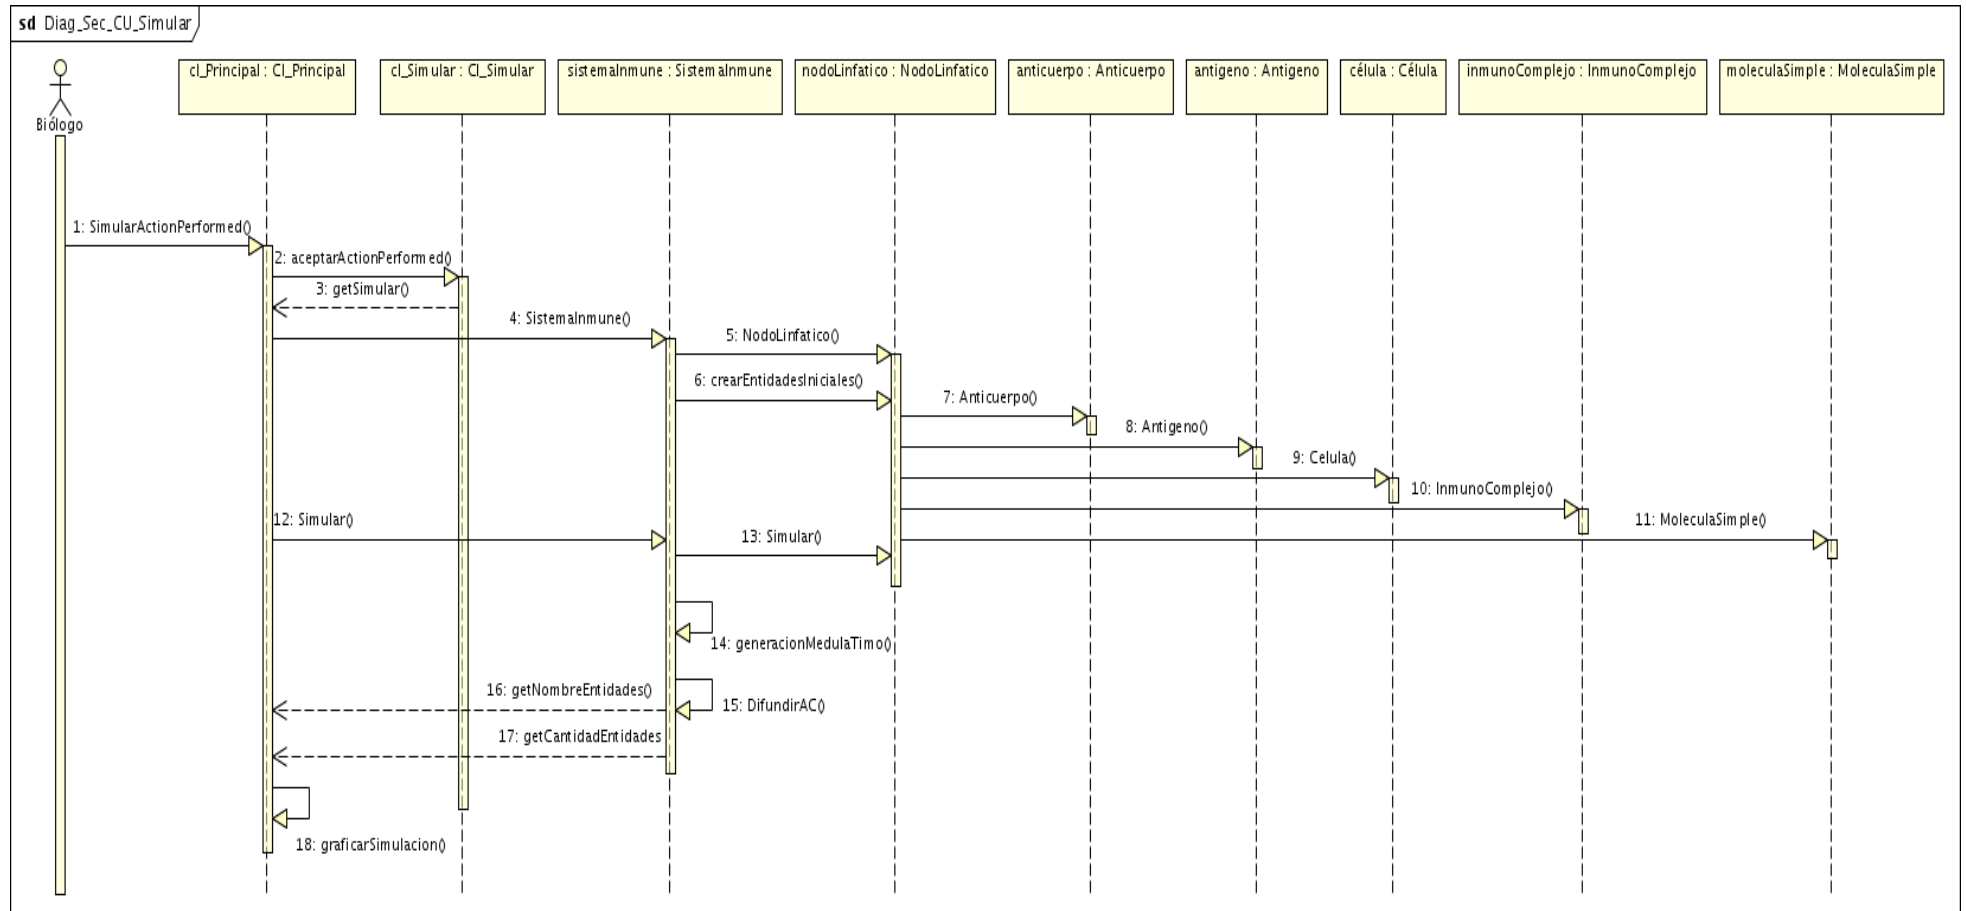 sd Diag_Sec_CU_Simular
cl_Principal : Cl_Principal
cl_Simular : Cl_Simular
sistemaInmune : SistemaInmune
nodoLinfatico : NodoLinfatico
anticuerpo : Anticuerpo
antigeno : Antigeno
célula : Célula
inmunoComplejo : InmunoComplejo
moleculaSimple : MoleculaSimple
Biólogo
1: SimularActionPerformed()
2: aceptarActionPerformed()
3: getSimular()
4: SistemaInmune()
5: NodoLinfatico()
6: crearEntidadesIniciales()
7: Anticuerpo()
8: Antigeno()
9: Celula()
10: InmunoComplejo()
11: MoleculaSimple()
12: Simular()
13: Simular()
14: generacionMedulaTimo()
16: getNombreEntidades()
15: DifundirAC()
17: getCantidadEntidades
18: graficarSimulacion()